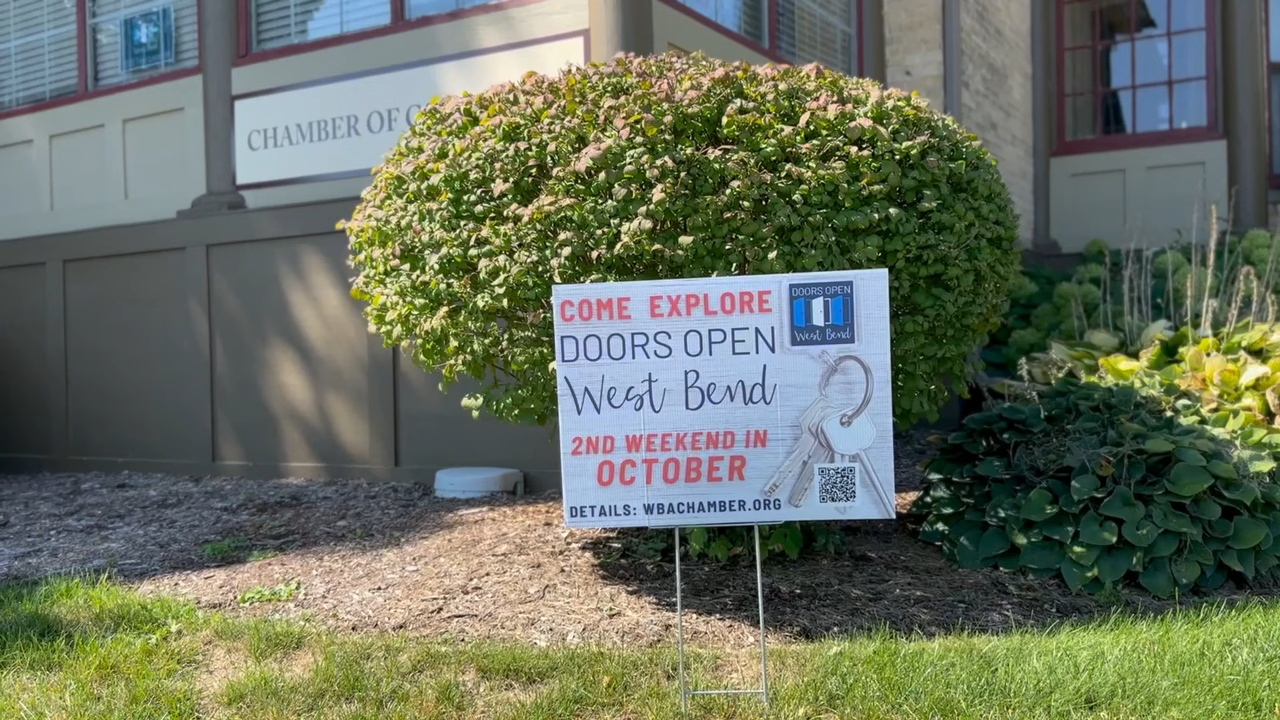 CHAMBER OF
COME EXPLORE
DOORS OPEN
West Bend
2ND WEEKEND IN
OCTOBER
DETAILS: WBACHAMBER.ORG
DOORS OPEN
West Bend